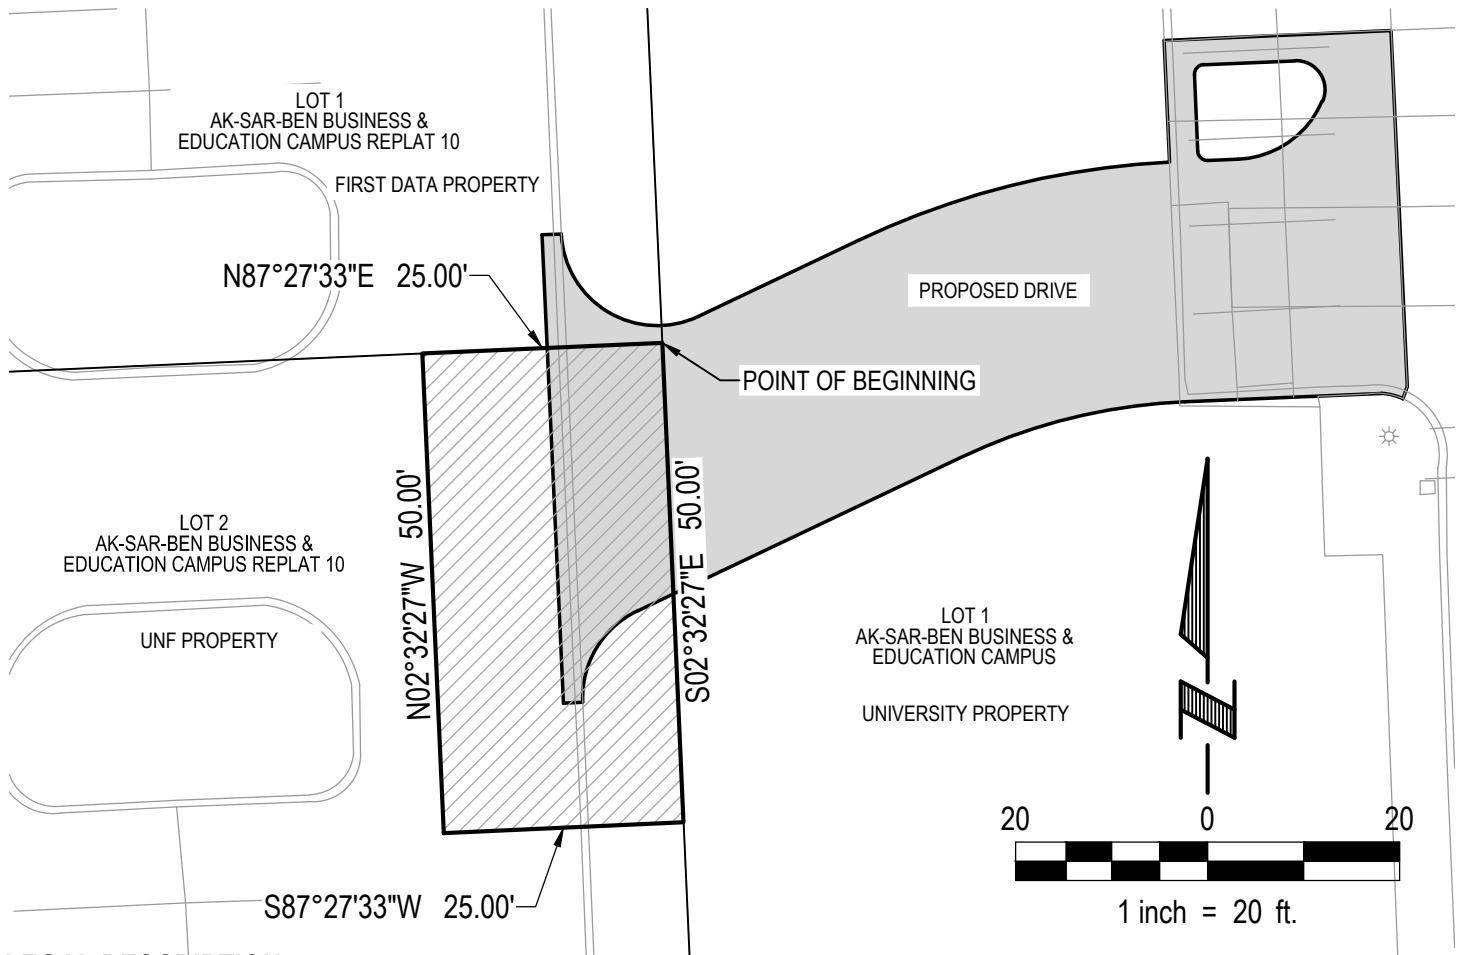 LOT 1
AK-SAR-BEN BUSINESS &
EDUCATION CAMPUS REPLAT 10
FIRST DATA PROPERTY
N87°27'33"E 25.00'
PROPOSED DRIVE
POINT OF BEGINNING
N02°32'27"W 50.00'
S02°32'27"E 50.00'
LOT 2
AK-SAR-BEN BUSINESS &
EDUCATION CAMPUS REPLAT 10
UNF PROPERTY
LOT 1
AK-SAR-BEN BUSINESS &
EDUCATION CAMPUS
UNIVERSITY PROPERTY
20 0 20
1 inch = 20 ft.
S87°27'33"W 25.00'
LEGAL DESCRIPTION